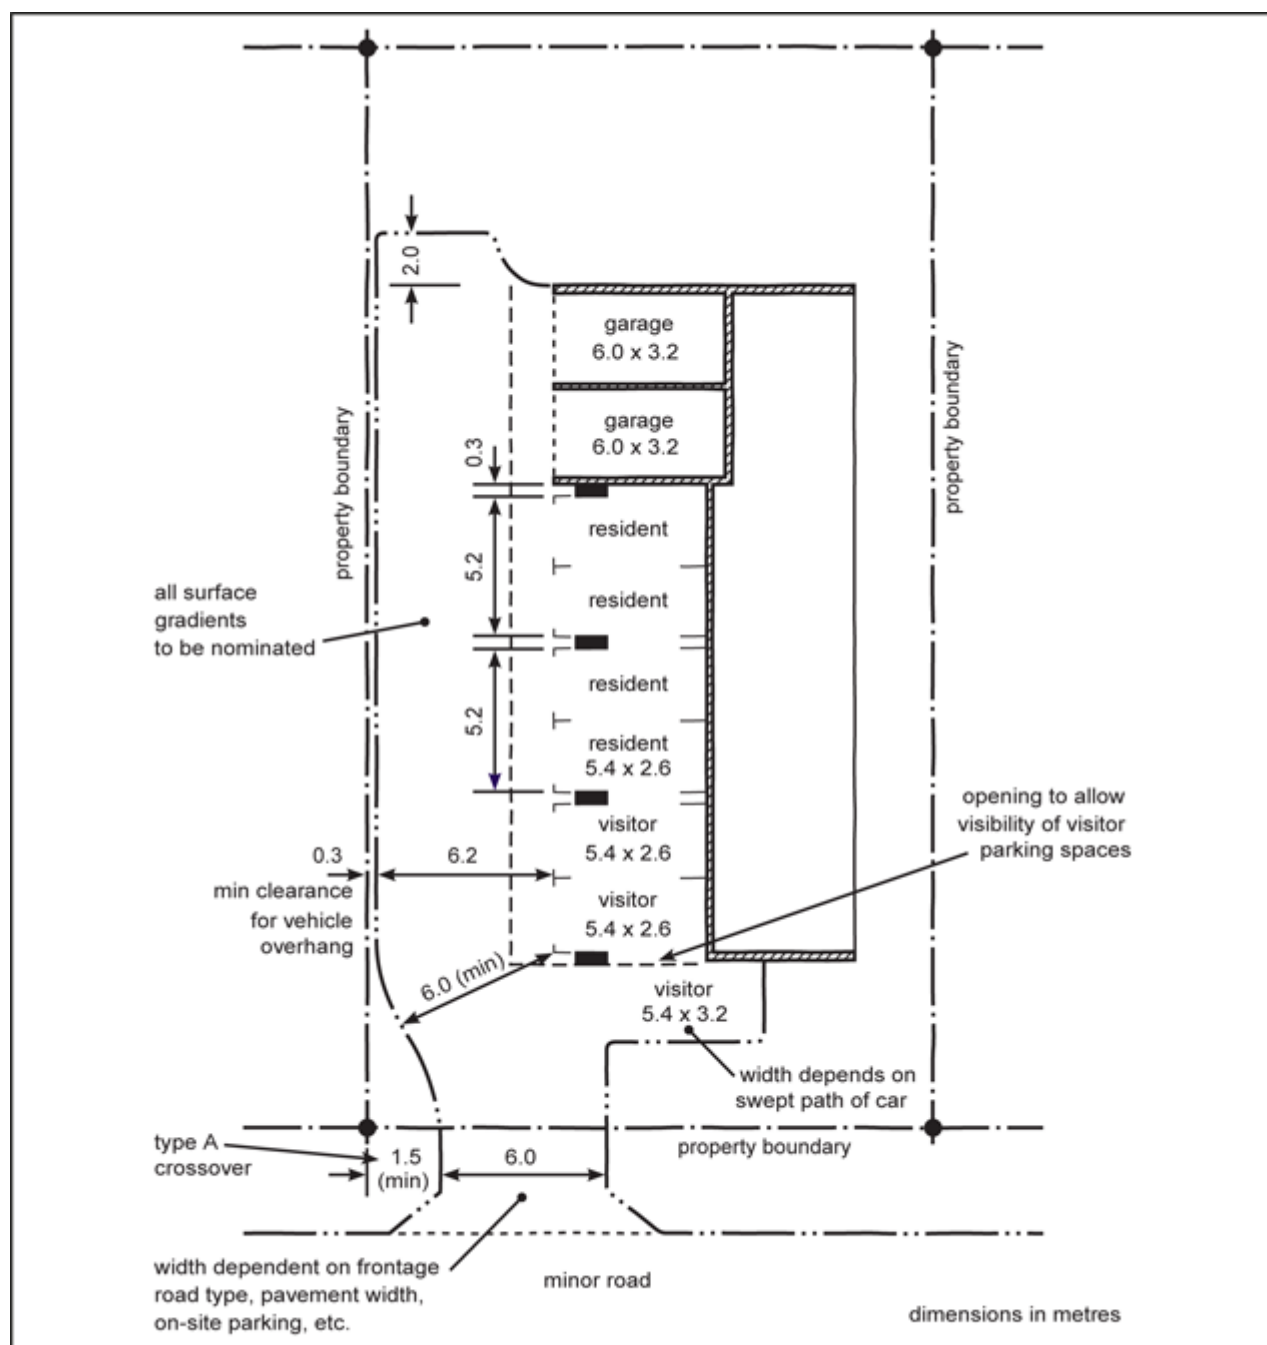 2.0
garage
6.0 x 3.2
property boundary
property boundary
garage
6.0 x 3.2
0.3
resident
5.2
all surface
gradients
to be nominated
resident
resident
5.2
resident
5.4 x 2.6
opening to allow
visibility of visitor
parking spaces
visitor
5.4 x 2.6
0.3
6.2
min clearance
for vehicle
overhang
visitor
5.4 x 2.6
6.0 (min)
visitor
5.4 x 3.2
width depends on
swept path of car
type A
crossover
1.5
(min)
6.0
property boundary
width dependent on frontage
road type, pavement width,
on-site parking, etc.
minor road
dimensions in metres